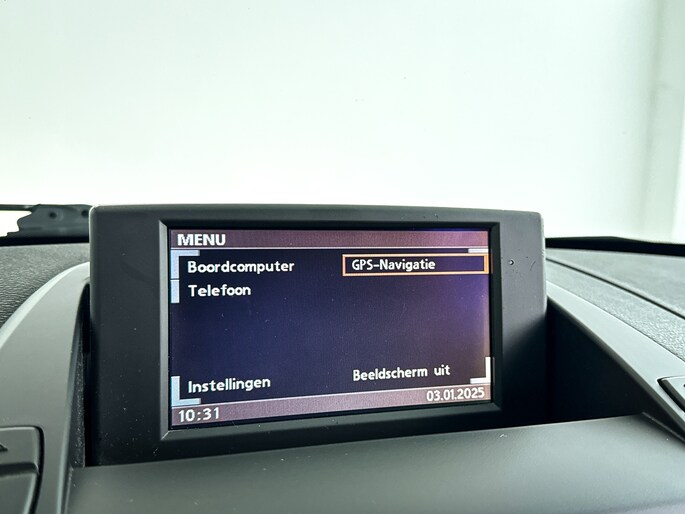 MENU
Boordcomputer GPS-Navigatie
Telefoon
Instellingen Beeldscherm uit
10:31 03.01.2025